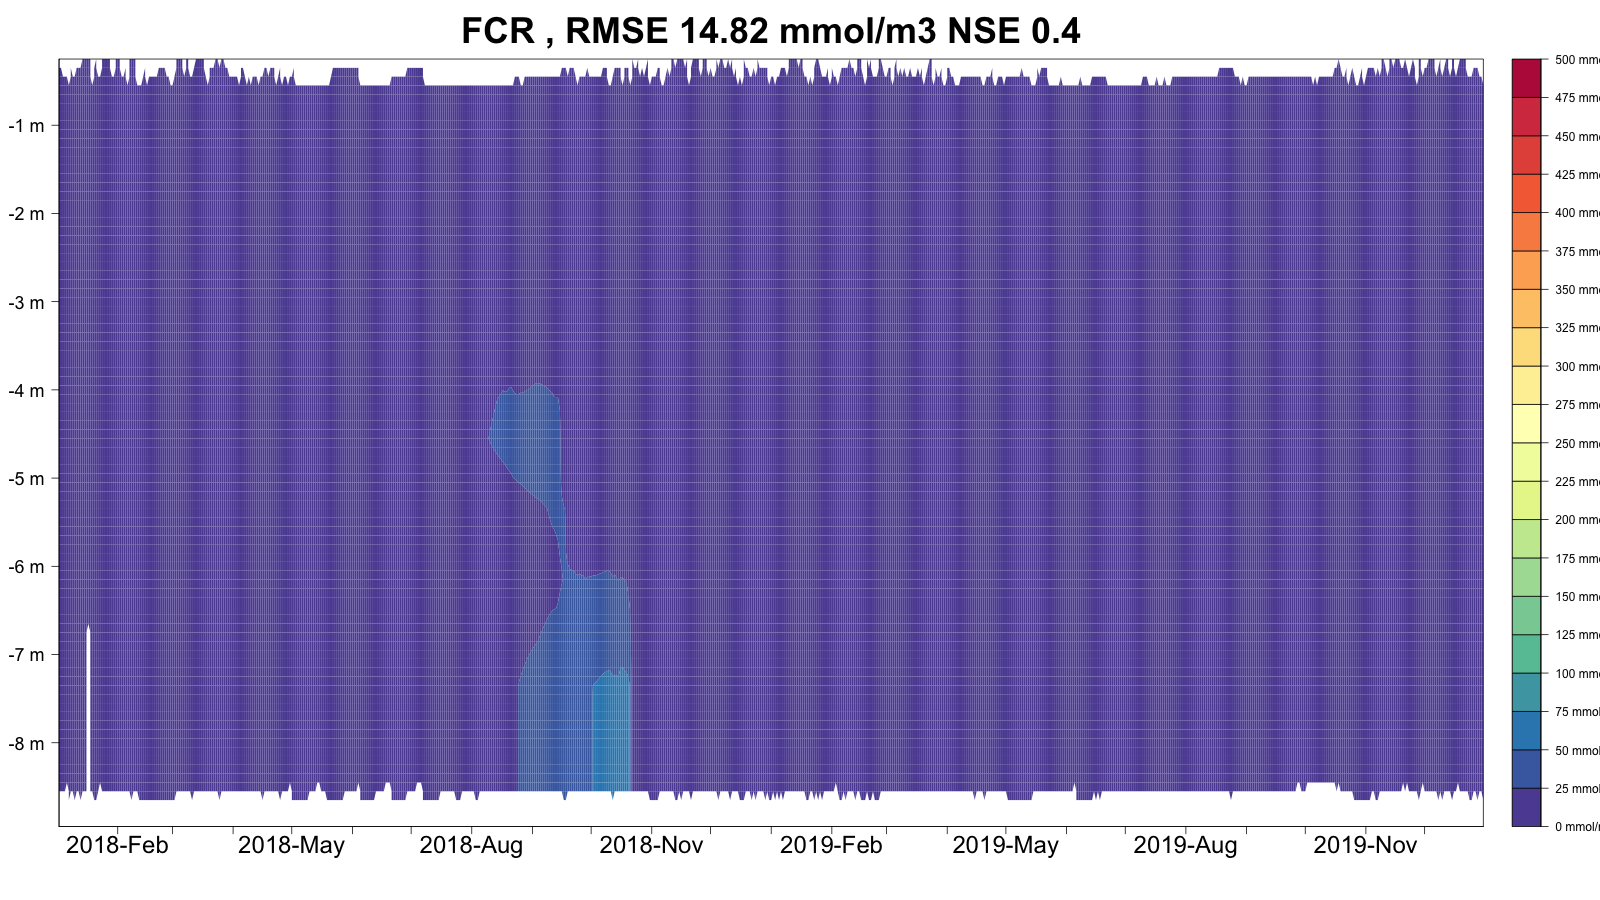 FCR , RMSE 14.82 mmol/m3 NSE 0.4
-1 m
-2 m
-3 m
-4 m
-5 m
-6 m
-7 m
-8 m
2018-Feb 2018-May 2018-Aug 2018-Nov 2019-Feb 2019-May 2019-Aug 2019-Nov
500 mm
475 mm
450 mm
425 mm
400 mm
375 mm
350 mm
325 mm
300 mm
275 mm
250 mm
225 mm
200 mm
175 mm
150 mm
125 mm
100 mm
75 mmol
50 mmol
25 mmol
0 mmol/